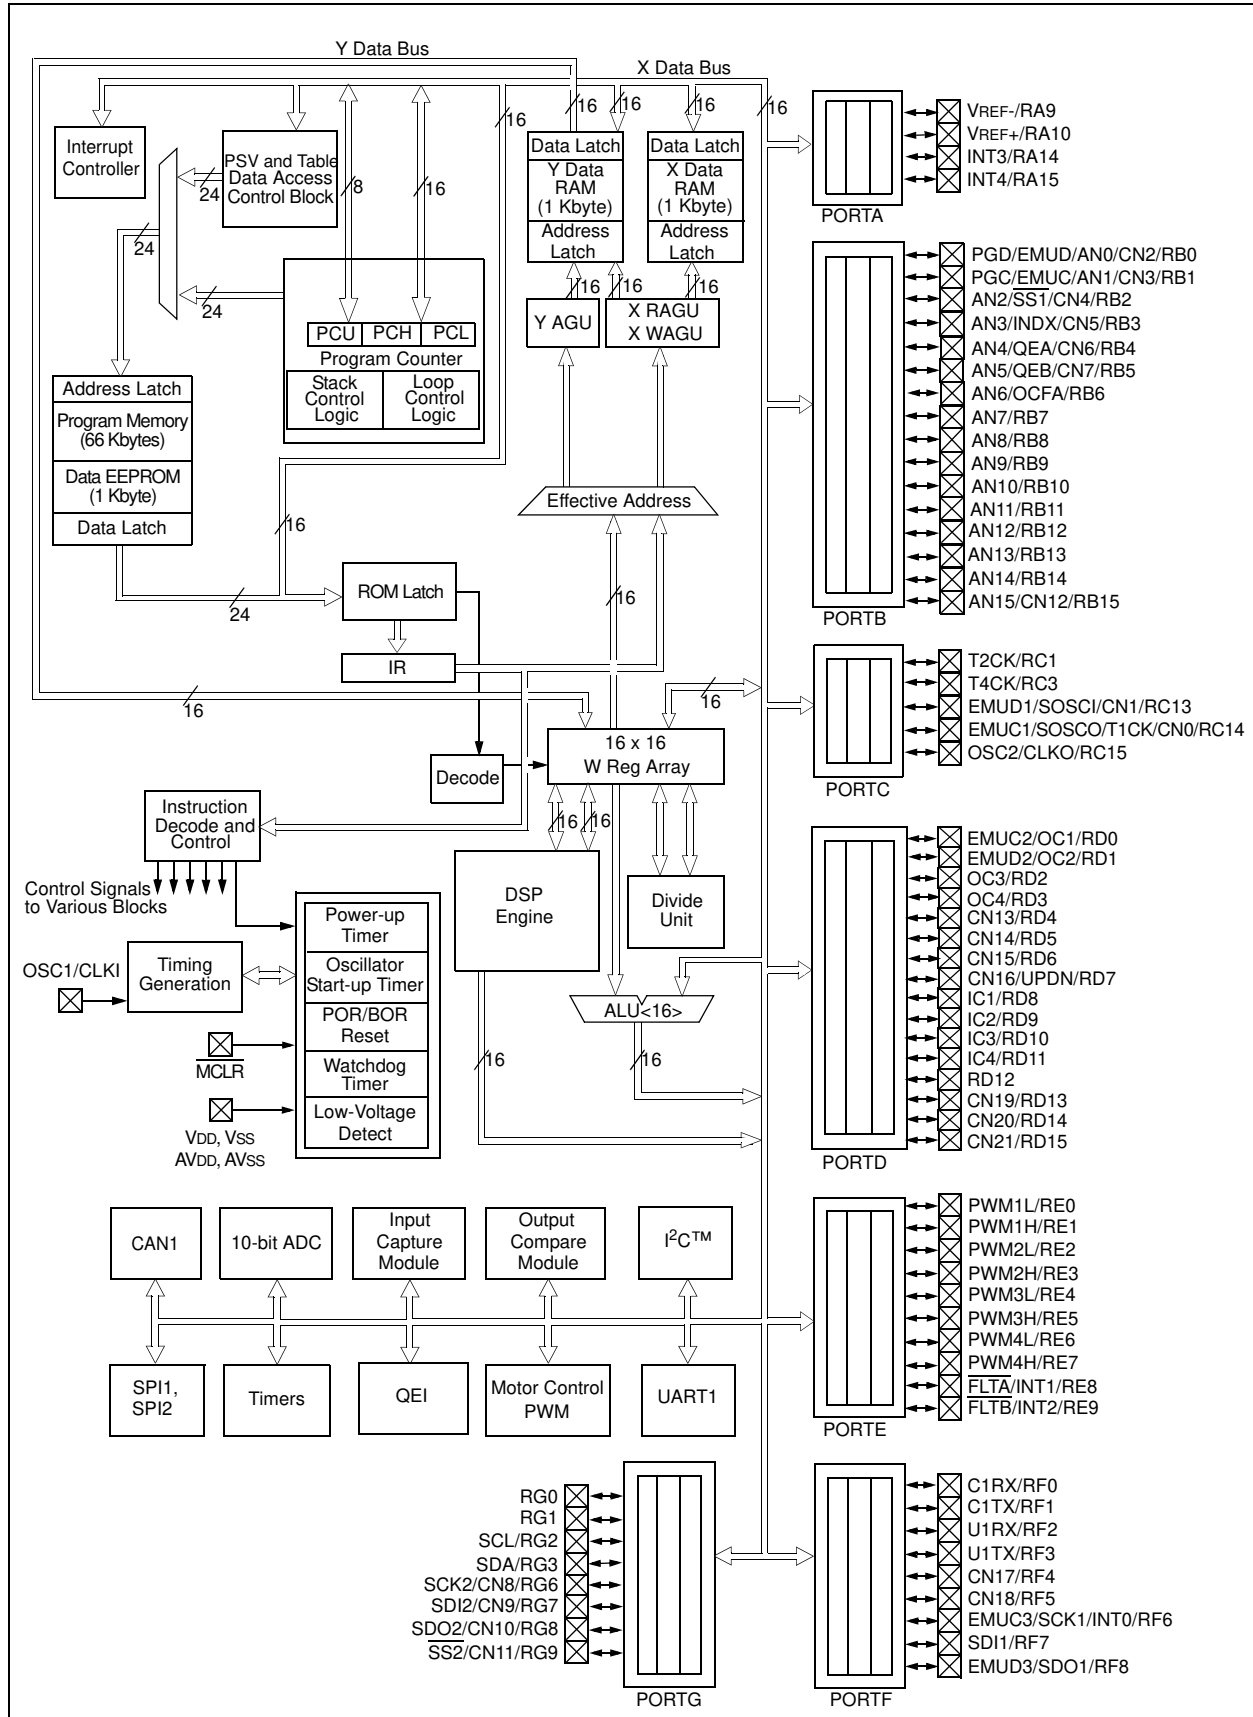 Y Data Bus
X Data Bus
16
16
16
16
16
Interrupt
Controller
PSV and Table
Data Access
Control Block
24
24
24
8
16
Data Latch
Y Data
RAM
(1 Kbyte)
Address
Latch
Data Latch
X Data
RAM
(1 Kbyte)
Address
Latch
16
16
16
Y AGU
X RAGU
X WAGU
PCU
PCH
PCL
Program Counter
Stack
Control
Logic
Loop
Control
Logic
Address Latch
Program Memory
(66 Kbytes)
Data EEPROM
(1 Kbyte)
Data Latch
Effective Address
16
24
ROM Latch
16
IR
16
16
16 x 16
W Reg Array
Decode
Instruction
Decode and
Control
16
16
Control Signals
to Various Blocks
DSP
Engine
Divide
Unit
Power-up
Timer
Oscillator
Start-up Timer
POR/BOR
Reset
Watchdog
Timer
Low-Voltage
Detect
OSC1/CLKI
Timing
Generation
MCLR
VDD, VSS
AVDD, AVSS
ALU<16>
16
16
CAN1
10-bit ADC
Input
Capture
Module
Output
Compare
Module
I²C™
SPI1,
SPI2
Timers
QEI
Motor Control
PWM
UART1
VREF-/RA9
VREF+/RA10
INT3/RA14
INT4/RA15
PORTA
PGD/EMUD/AN0/CN2/RB0
PGC/EMUC/AN1/CN3/RB1
AN2/SS1/CN4/RB2
AN3/INDX/CN5/RB3
AN4/QEA/CN6/RB4
AN5/QEB/CN7/RB5
AN6/OCFA/RB6
AN7/RB7
AN8/RB8
AN9/RB9
AN10/RB10
AN11/RB11
AN12/RB12
AN13/RB13
AN14/RB14
AN15/CN12/RB15
PORTB
T2CK/RC1
T4CK/RC3
EMUD1/SOSCI/CN1/RC13
EMUC1/SOSCO/T1CK/CN0/RC14
OSC2/CLKO/RC15
PORTC
EMUC2/OC1/RD0
EMUD2/OC2/RD1
OC3/RD2
OC4/RD3
CN13/RD4
CN14/RD5
CN15/RD6
CN16/UPDN/RD7
IC1/RD8
IC2/RD9
IC3/RD10
IC4/RD11
RD12
CN19/RD13
CN20/RD14
CN21/RD15
PORTD
PWM1L/RE0
PWM1H/RE1
PWM2L/RE2
PWM2H/RE3
PWM3L/RE4
PWM3H/RE5
PWM4L/RE6
PWM4H/RE7
FLTA/INT1/RE8
FLTB/INT2/RE9
PORTE
RG0
RG1
SCL/RG2
SDA/RG3
SCK2/CN8/RG6
SDI2/CN9/RG7
SDO2/CN10/RG8
SS2/CN11/RG9
PORTG
C1RX/RF0
C1TX/RF1
U1RX/RF2
U1TX/RF3
CN17/RF4
CN18/RF5
EMUC3/SCK1/INT0/RF6
SDI1/RF7
EMUD3/SDO1/RF8
PORTF